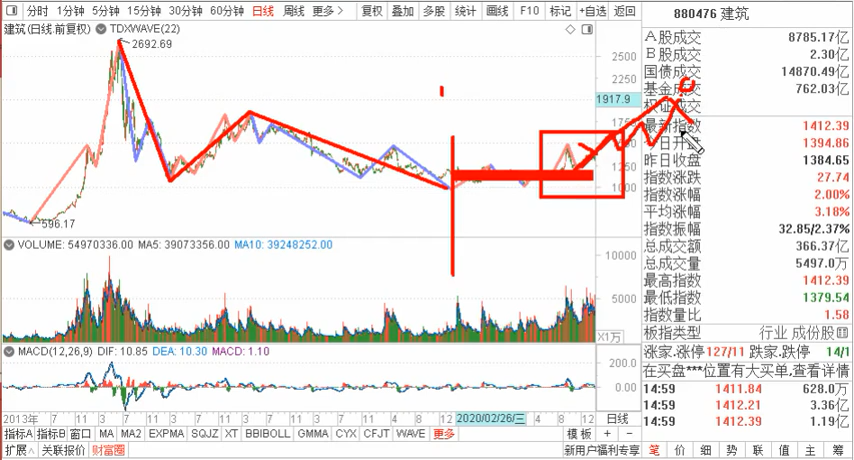 分时 1分钟 5分钟 15分钟 30分钟 60分钟 日线 周线 更多 > 复权 叠加 多股 统计 画线 F10 标记 +自选 返回
880476 建筑
建筑(日线.前复权) TDXWAVE(22)
2692.69
2500
2250
1917.9
1750
1500
1250
1000
596.17
A股成交 8785.17亿
B股成交 2.30亿
国债成交 14870.49亿
基金成交 762.03亿
权证成交
最新指数 1412.39
今日开盘 1394.86
昨日收盘 1384.65
指数涨跌 27.74
指数涨幅 2.00%
平均涨幅 3.18%
指数振幅 32.85/2.37%
总成交额 366.37亿
总成交量 5497.0万
最高指数 1412.39
最低指数 1379.54
指数量比 1.58
板指类型 行业 成份股
涨家.涨停 127/11 跌家.跌停 14/1
在买盘***位置有大买单,查看详情
14:59 1411.84 628.0万
14:59 1412.21 3.36亿
14:59 1412.39 1.19亿
VOLUME: 54970336.00 MA5: 39073356.00 MA10: 39248252.00
10000
5000
X1万
MACD(12,26,9) DIF: 10.85 DEA: 10.30 MACD: 1.10
200.0
100.0
0.00
2013年 7 11 3 7 11 3 7 11 3 7 11 3 7 11 4 8 12 2020/02/26/三 4 8 12 日线
指标A 指标B 窗口 MA MA2 EXPMA SQJZ XT BBIBOLL GMMA CYX CFJT WAVE 更多 模板 + −
扩展∧ 关联报价 财富圈 新用户福利专享 笔 价 细 势 联 值 主 筹